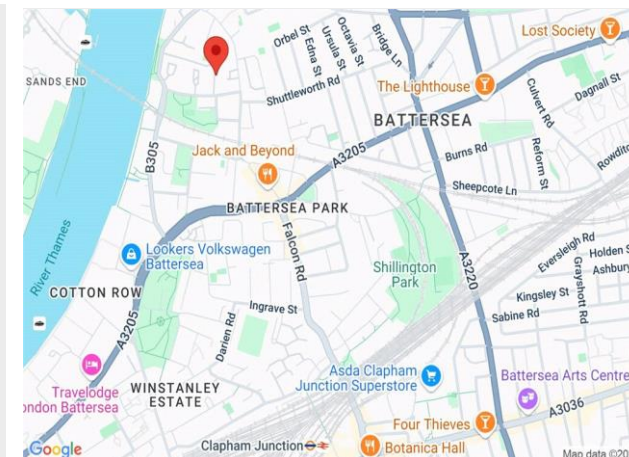 Orbel St
Edna St
Ursula St
Octavia St
Bridge Ln
Lost Society
SANDS END
Shuttleworth Rd
The Lighthouse
Culvert Rd
Dagnall St
BATTERSEA
B305
Jack and Beyond
A3205
Burns Rd
Reform St
Rowdito
Sheepcote Ln
BATTERSEA PARK
River Thames
Lookers Volkswagen
Battersea
Falcon Rd
Shillington
Park
A3220
Eversleigh Rd
Holden S
Ashbury
Grayshott Rd
COTTON ROW
A3205
Ingrave St
Darien Rd
Kingsley St
Sabine Rd
Asda Clapham
Junction Superstore
Battersea Arts Centre
Travelodge
ondon Battersea
WINSTANLEY
ESTATE
Four Thieves
A3036
Google
Clapham Junction
Botanica Hall
Map data ©20